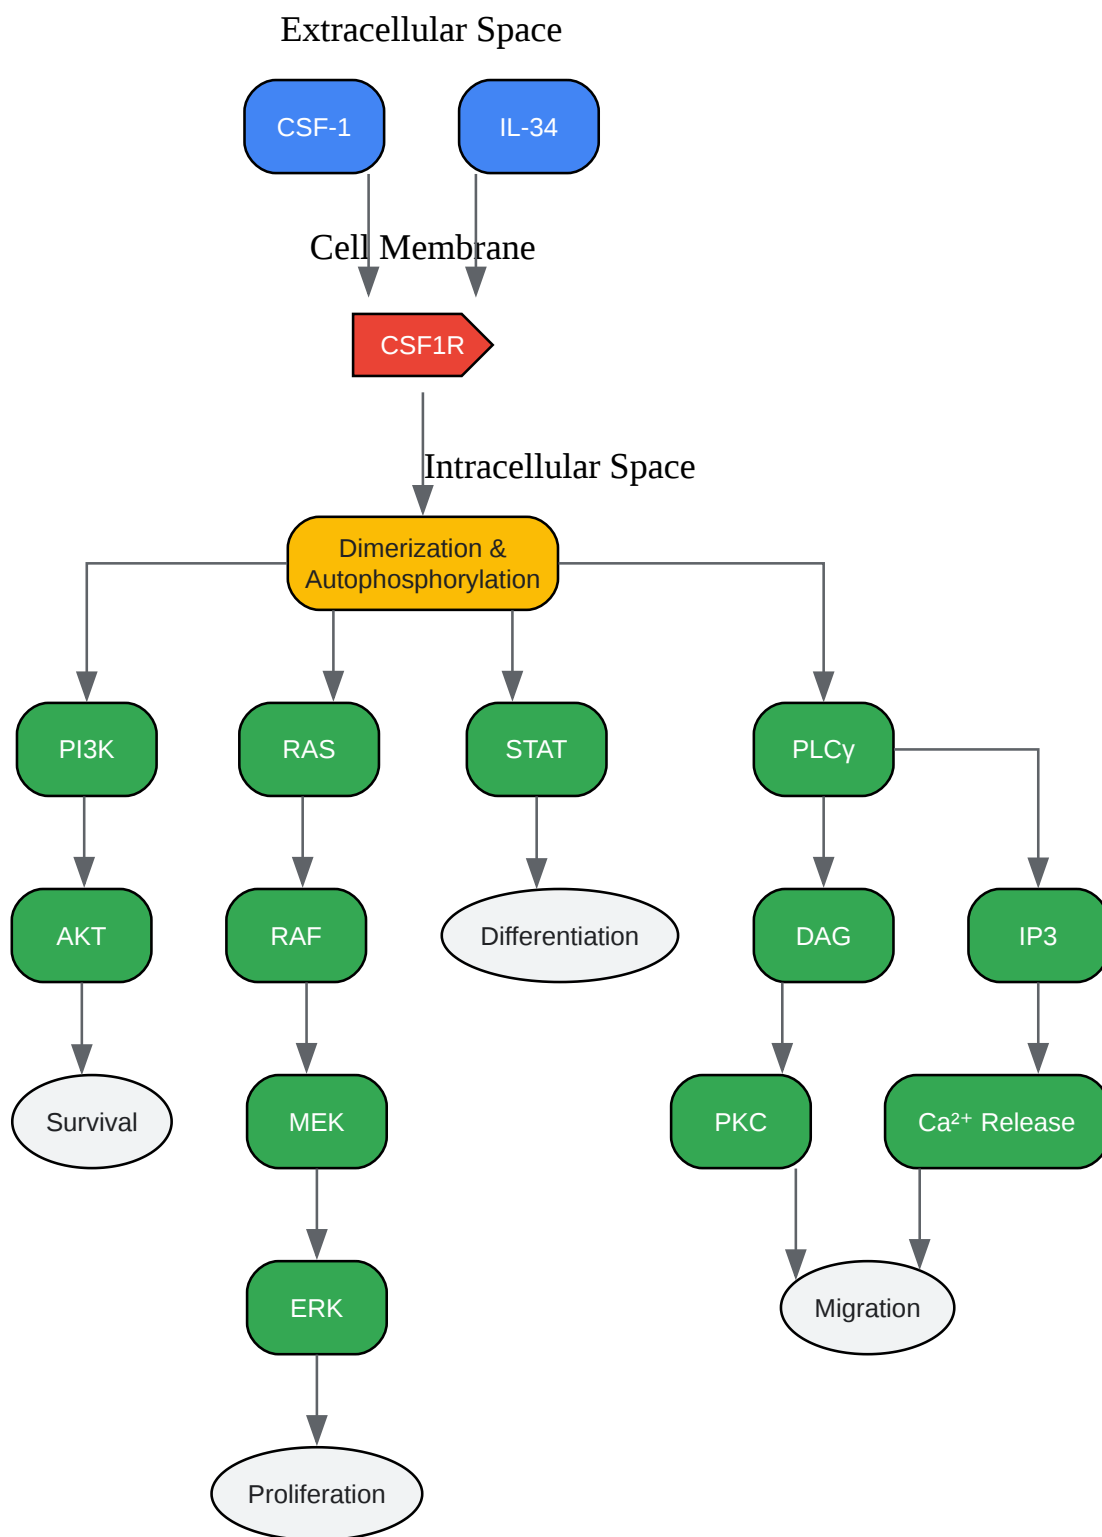 Extracellular Space
CSF-1
IL-34
Cell Membrane
CSF1R
Intracellular Space
Dimerization &
Autophosphorylation
PI3K
RAS
STAT
PLCγ
AKT
RAF
Differentiation
DAG
IP3
Survival
MEK
PKC
Ca²⁺ Release
ERK
Migration
Proliferation